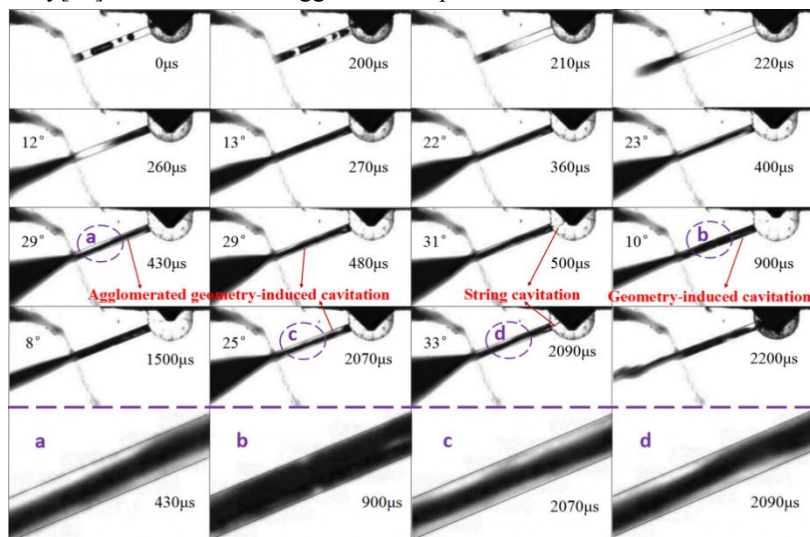 0μs
200μs
210μs
220μs
12°
260μs
13°
270μs
22°
360μs
23°
400μs
29°
a
430μs
29°
480μs
31°
500μs
10°
b
900μs
Agglomerated geometry-induced cavitation
String cavitation
Geometry-induced cavitation
8°
1500μs
25°
c
2070μs
33°
d
2090μs
2200μs
a
430μs
b
900μs
c
2070μs
d
2090μs